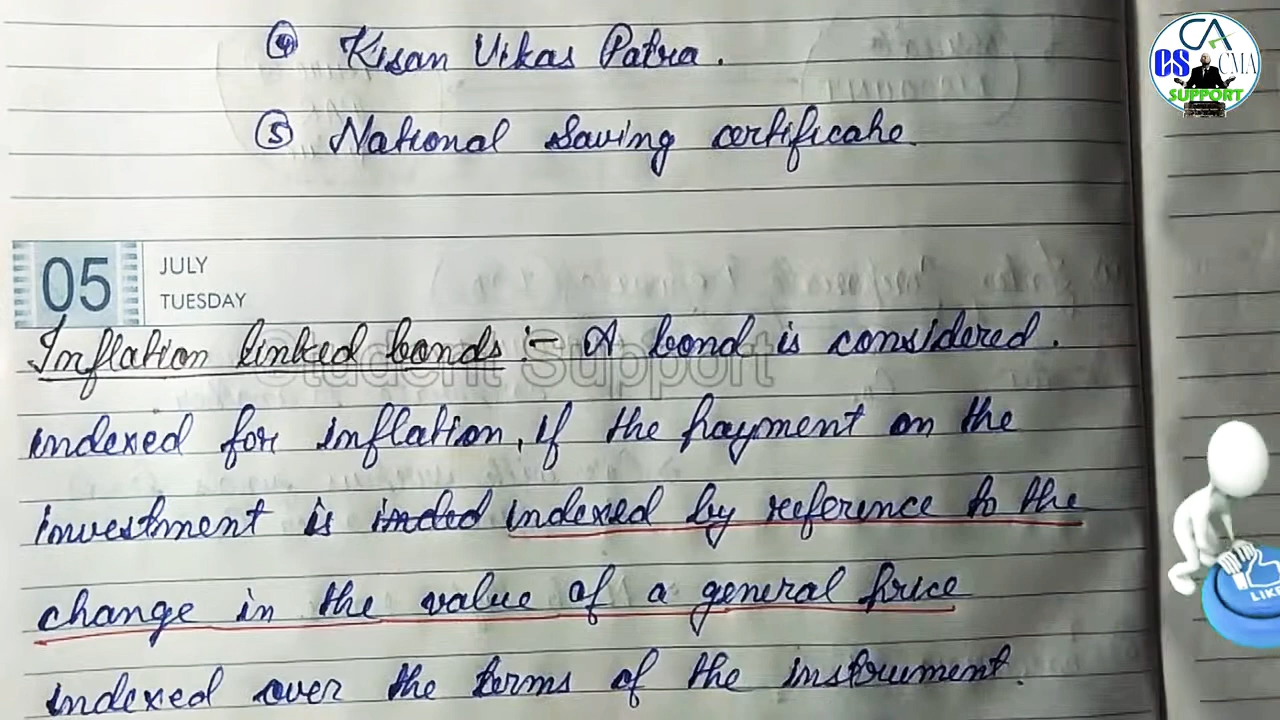 ④ Kisan Vikas Patra.
⑤ National Saving certificate
05 JULY
TUESDAY
Inflation linked bonds :- A bond is considered.
indexed for inflation, if the payment on the
investment is inded indexed by reference to the
change in the value of a general price
indexed over the terms of the instrument.
Student Support
CA
CS CMA
SUPPORT
LIKE